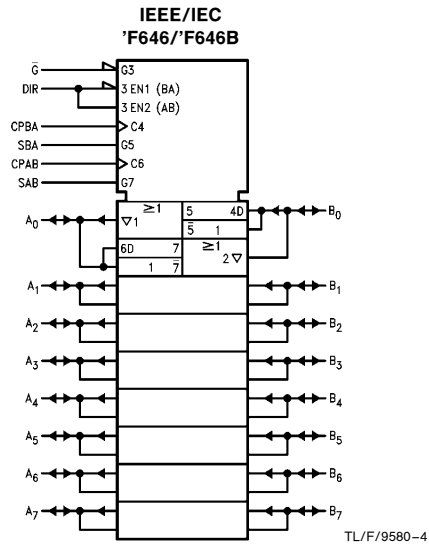 IEEE/IEC
'F646/'F646B
G̅ G3
DIR 3 EN1 (BA)
3 EN2 (AB)
CPBA C4
SBA G5
CPAB C6
SAB G7
A0 ≥1 5 4D B0
▽1 5̅ 1
6D 7 ≥1
1 7̅ 2▽
A1 B1
A2 B2
A3 B3
A4 B4
A5 B5
A6 B6
A7 B7
TL/F/9580–4